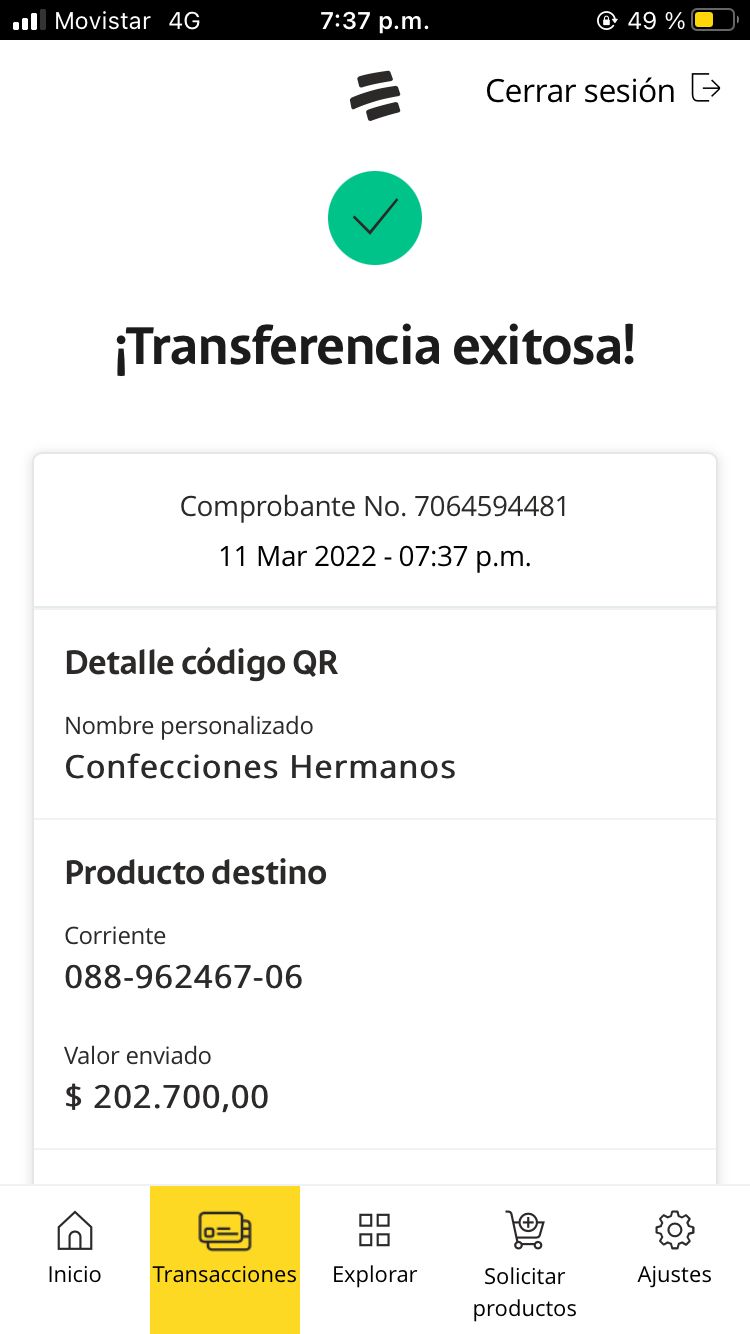 Movistar 4G 7:37 p.m. 49 %
Cerrar sesión
¡Transferencia exitosa!
Comprobante No. 7064594481
11 Mar 2022 - 07:37 p.m.
Detalle código QR
Nombre personalizado
Confecciones Hermanos
Producto destino
Corriente
088-962467-06
Valor enviado
$ 202.700,00
Inicio
Transacciones
Explorar
Solicitar
productos
Ajustes